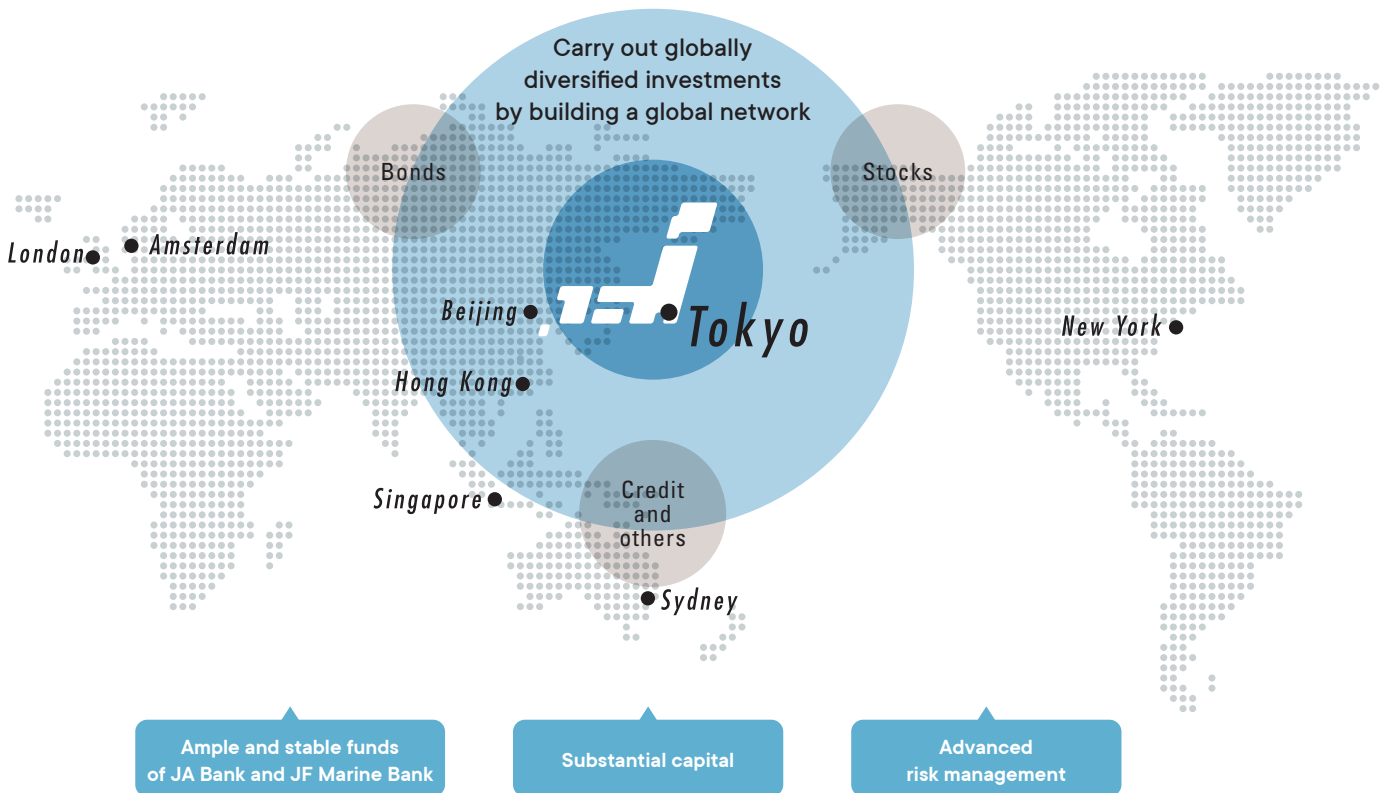 Carry out globally
diversified investments
by building a global network
Bonds
Stocks
London
Amsterdam
Beijing
Tokyo
New York
Hong Kong
Singapore
Credit
and
others
Sydney
Ample and stable funds
of JA Bank and JF Marine Bank
Substantial capital
Advanced
risk management